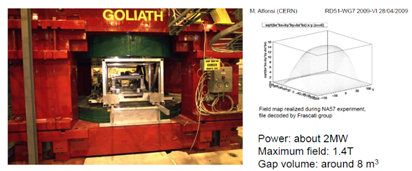 GOLIATH
M. Alfonsi (CERN) RD51-WG7 2009-VI 28/04/2009
Field map realized during NA57 experiment,
file decoded by Frascati group
Power: about 2MW
Maximum field: 1.4T
Gap volume: around 8 m³